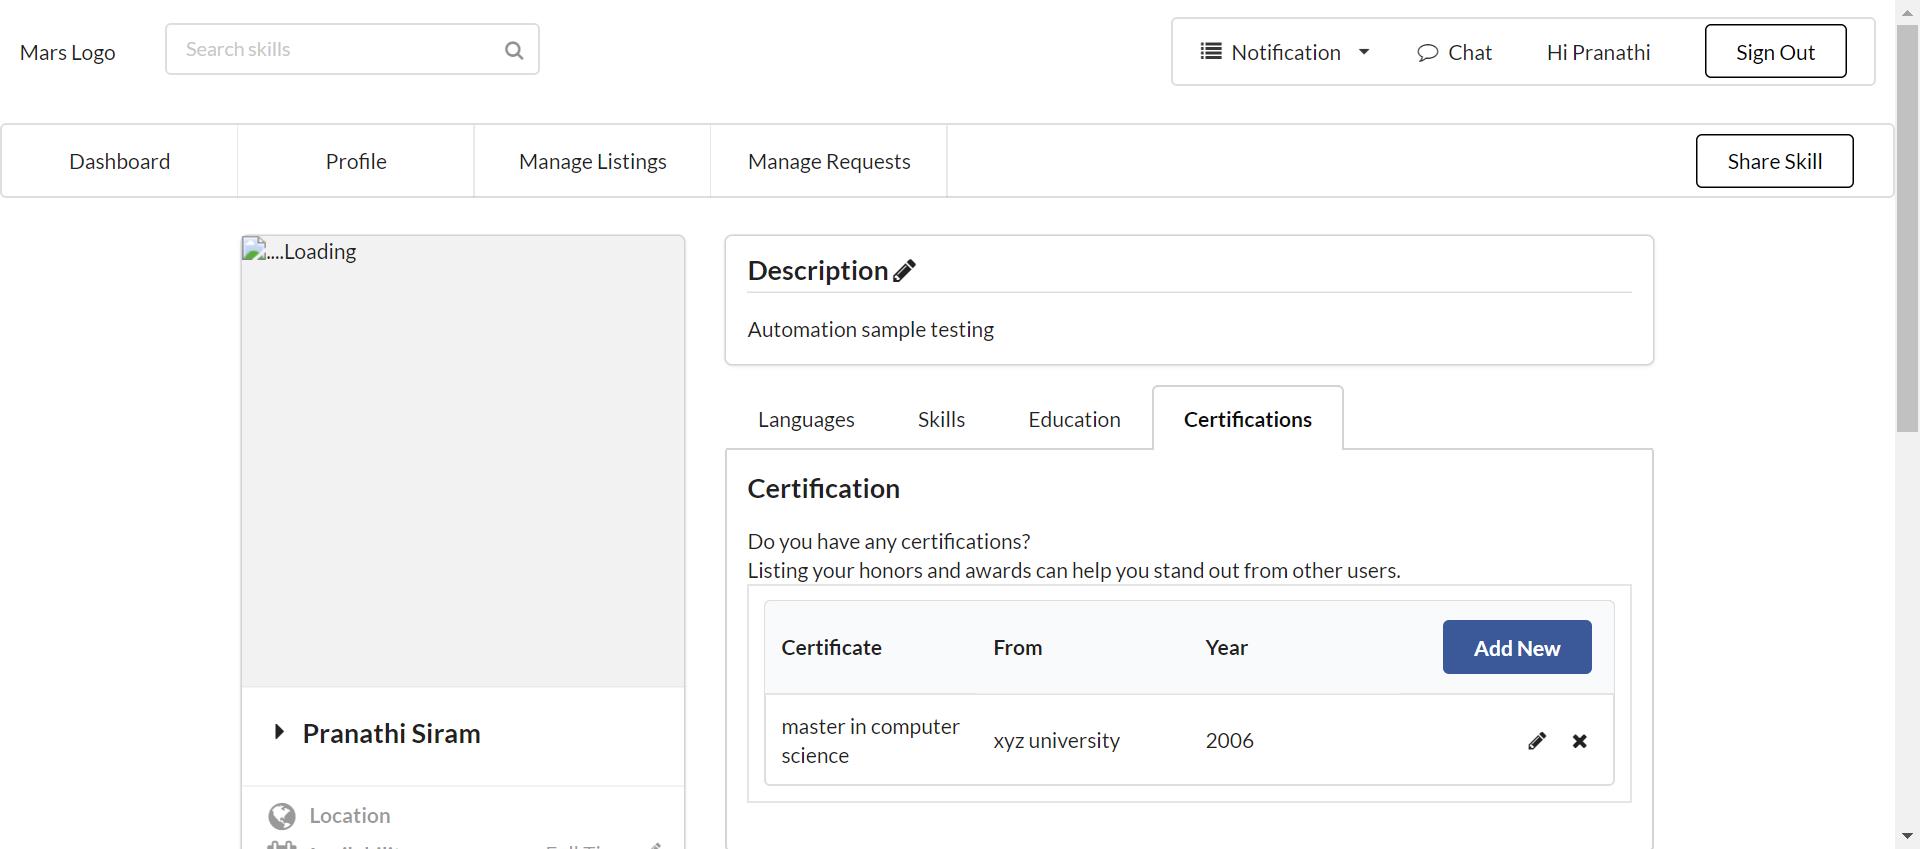 Mars Logo
Search skills
Notification
Chat
Hi Pranathi
Sign Out
Dashboard
Profile
Manage Listings
Manage Requests
Share Skill
....Loading
Pranathi Siram
Location
Description
Automation sample testing
Languages
Skills
Education
Certifications
Certification
Do you have any certifications?
Listing your honors and awards can help you stand out from other users.
Certificate
From
Year
Add New
master in computer
science
xyz university
2006